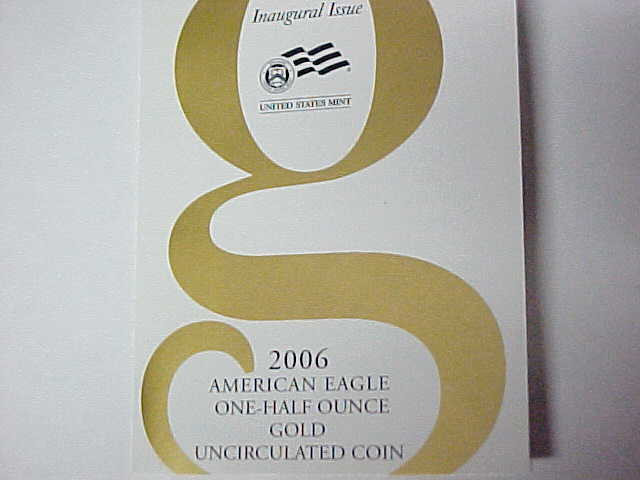 Inaugural Issue
UNITED STATES MINT
2006
AMERICAN EAGLE
ONE-HALF OUNCE
GOLD
UNCIRCULATED COIN